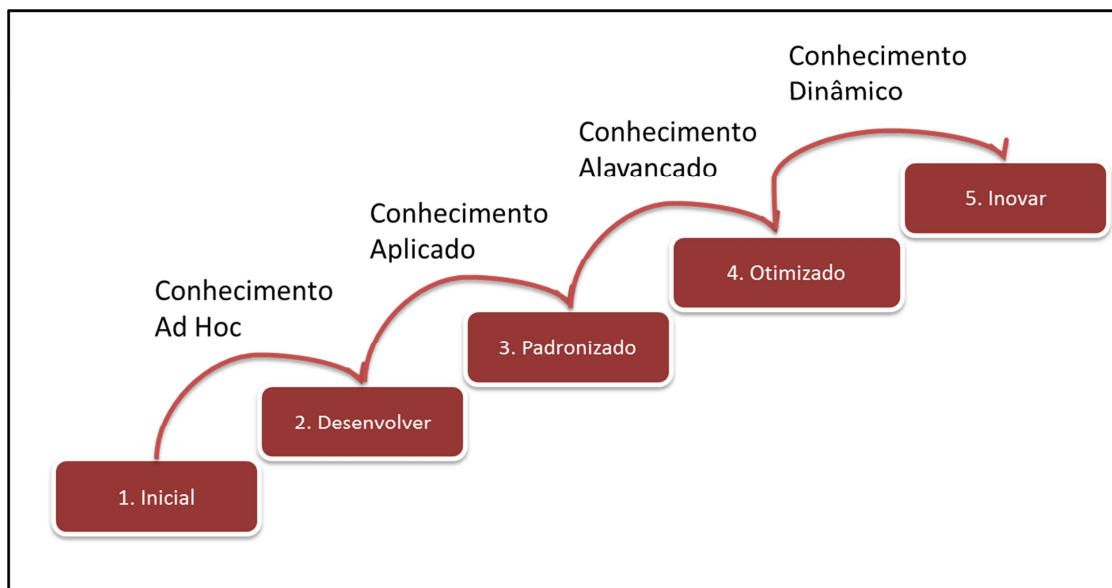 Conhecimento
Dinâmico
Conhecimento
Alavancado
5. Inovar
Conhecimento
Aplicado
4. Otimizado
Conhecimento
Ad Hoc
3. Padronizado
2. Desenvolver
1. Inicial